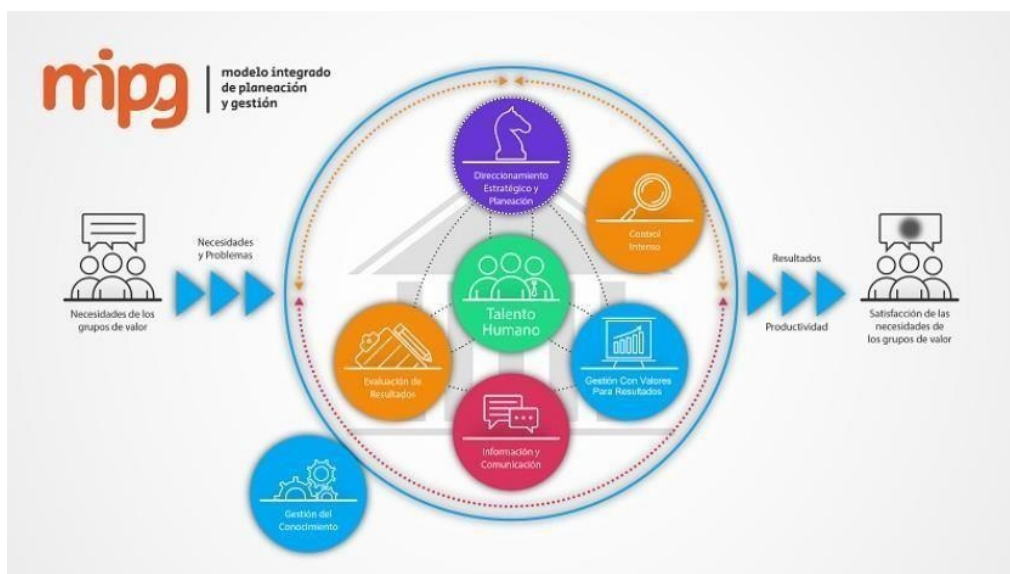 mipg
modelo integrado
de planeación
y gestión
Necesidades de los
grupos de valor
Necesidades
y Problemas
Direccionamiento
Estratégico y
Planeación
Control
Interno
Talento
Humano
Evaluación de
Resultados
Gestión Con Valores
Para Resultados
Información y
Comunicación
Gestión del
Conocimiento
Resultados
Productividad
Satisfacción de las
necesidades de
los grupos de valor